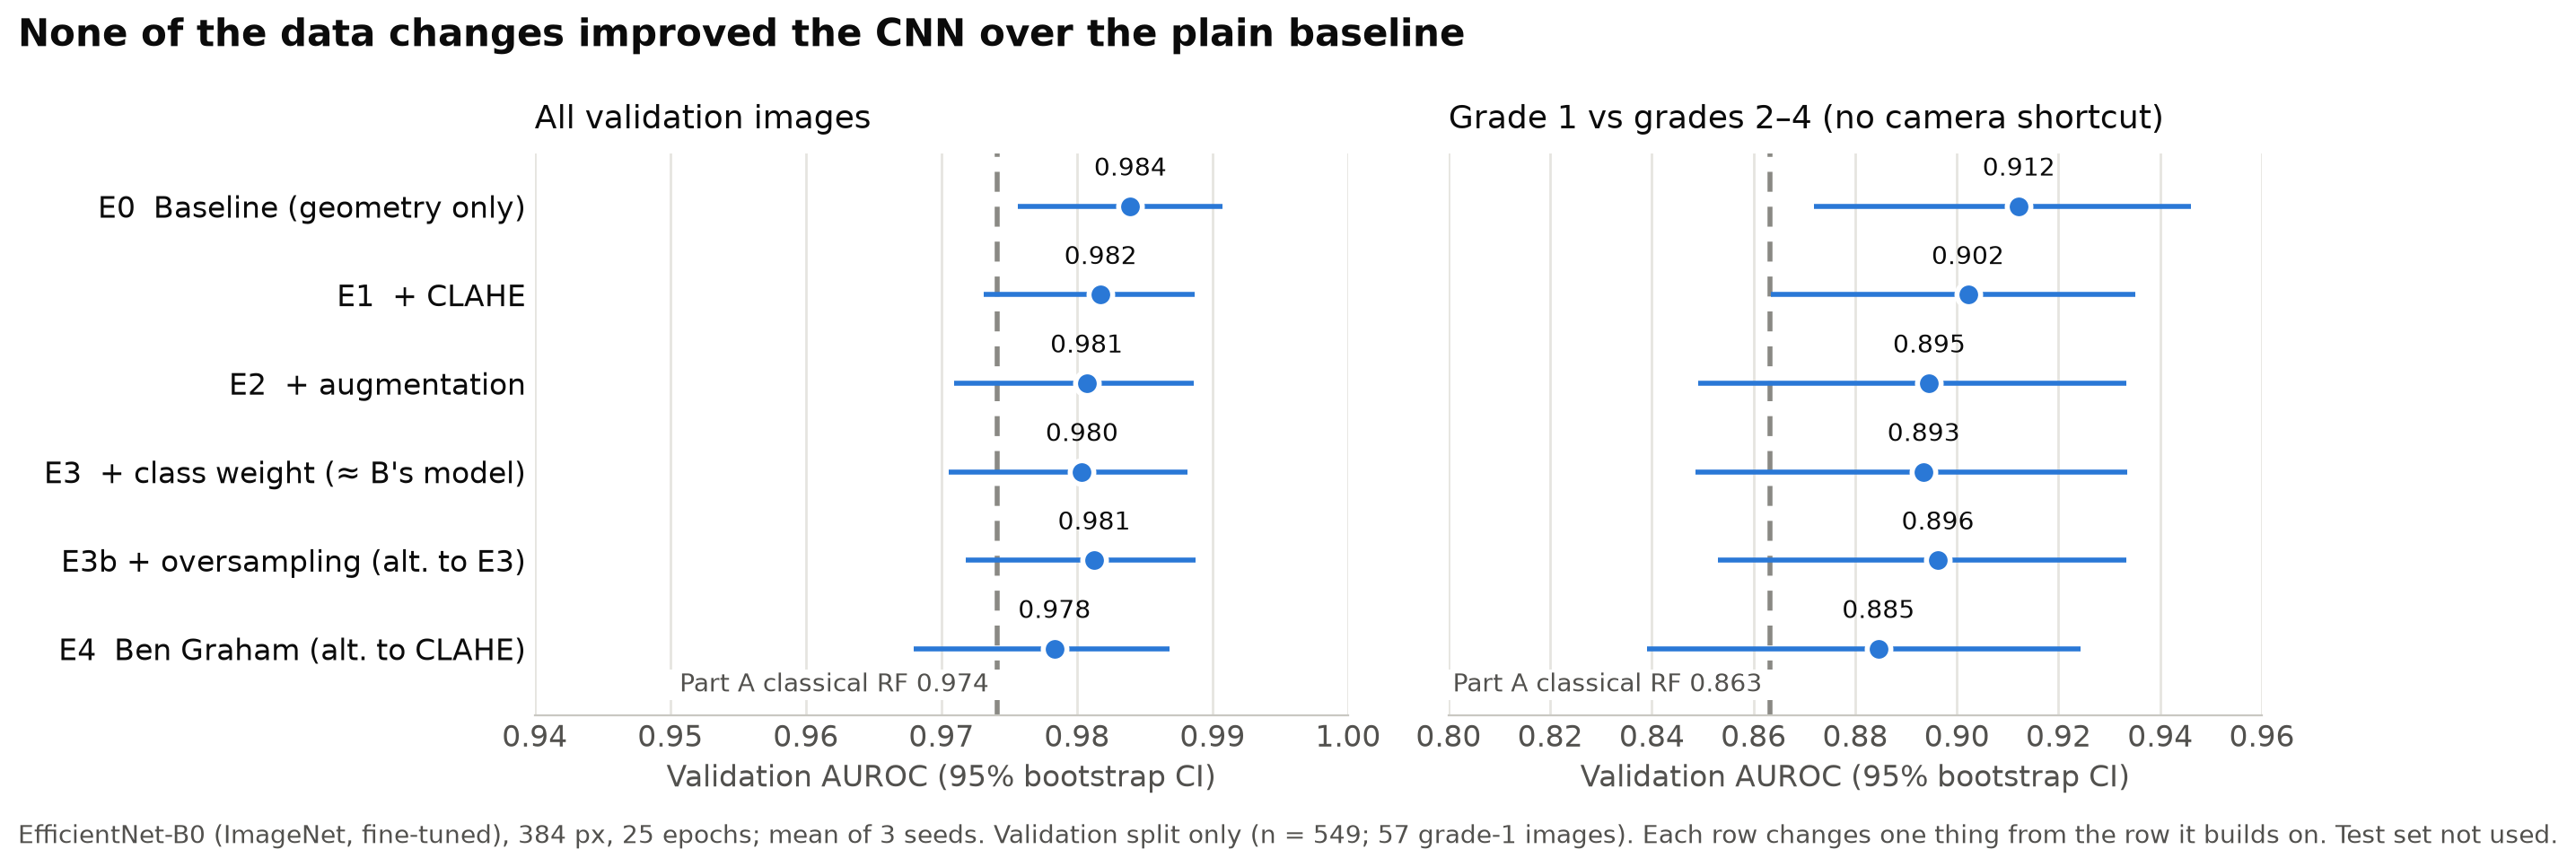 None of the data changes improved the CNN over the plain baseline
All validation images
E0  Baseline (geometry only)
E1  + CLAHE
E2  + augmentation
E3  + class weight (≈ B's model)
E3b + oversampling (alt. to E3)
E4  Ben Graham (alt. to CLAHE)
0.984
0.982
0.981
0.980
0.981
0.978
Part A classical RF 0.974
0.94 0.95 0.96 0.97 0.98 0.99 1.00
Validation AUROC (95% bootstrap CI)
Grade 1 vs grades 2–4 (no camera shortcut)
0.912
0.902
0.895
0.893
0.896
0.885
Part A classical RF 0.863
0.80 0.82 0.84 0.86 0.88 0.90 0.92 0.94 0.96
Validation AUROC (95% bootstrap CI)
EfficientNet-B0 (ImageNet, fine-tuned), 384 px, 25 epochs; mean of 3 seeds. Validation split only (n = 549; 57 grade-1 images). Each row changes one thing from the row it builds on. Test set not used.